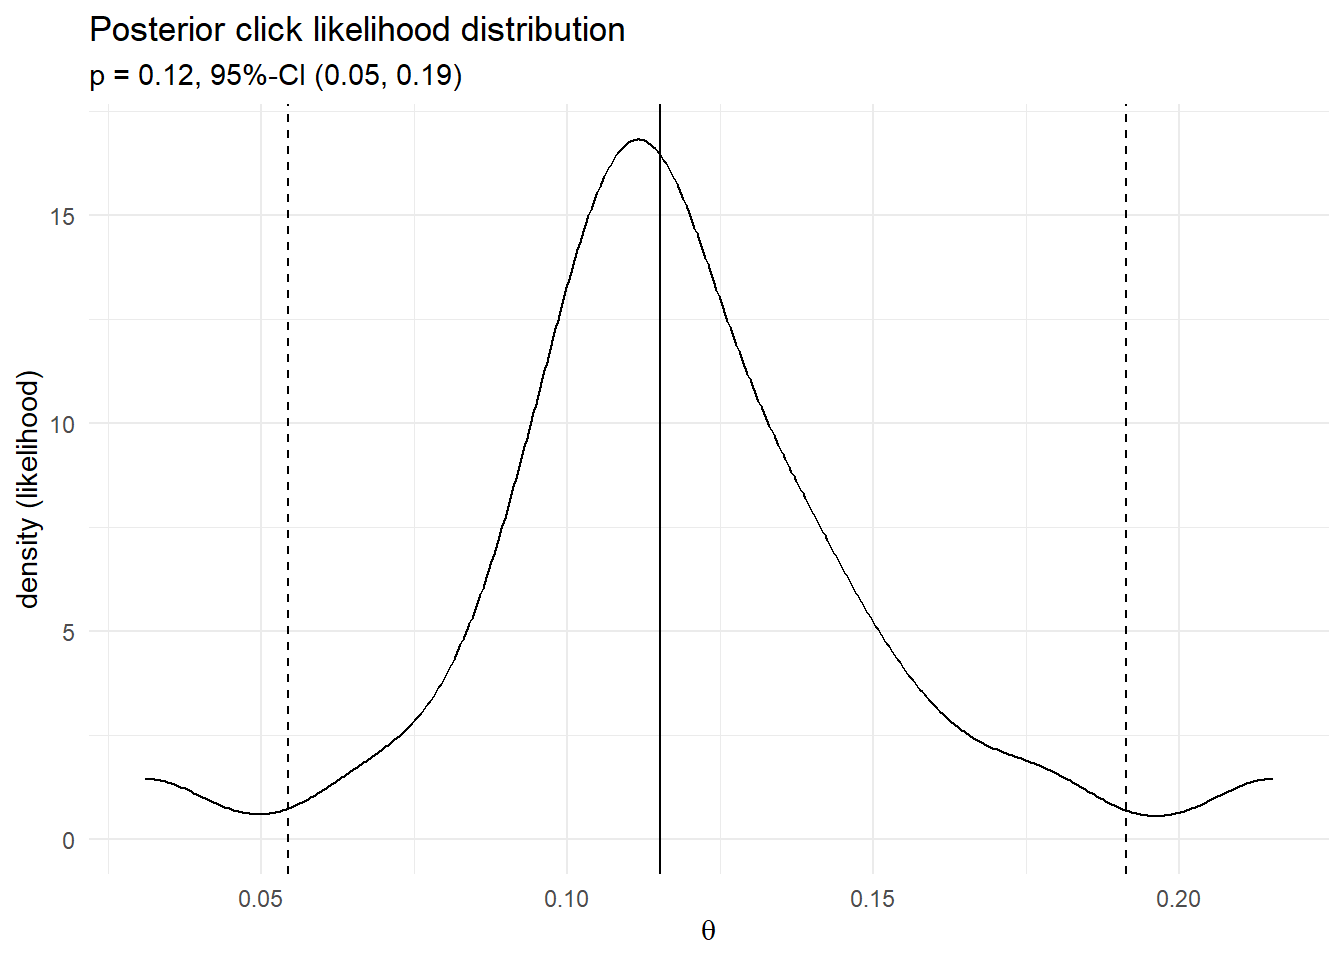 Posterior click likelihood distribution
p = 0.12, 95%-CI (0.05, 0.19)
density (likelihood)
15
10
5
0
0.05
0.10
0.15
0.20
θ